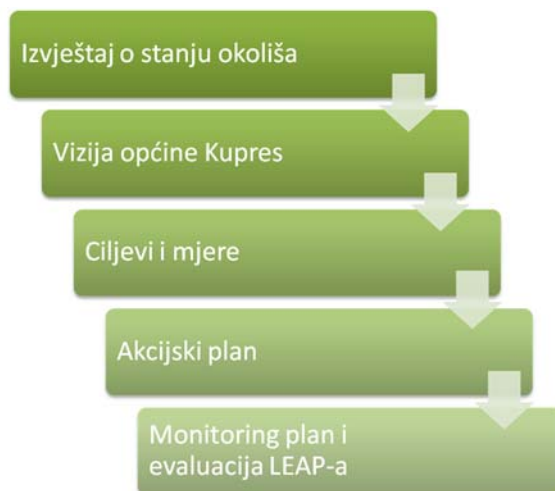 Izvještaj o stanju okoliša
Vizija općine Kupres
Ciljevi i mjere
Akcijski plan
Monitoring plan i
evaluacija LEAP-a